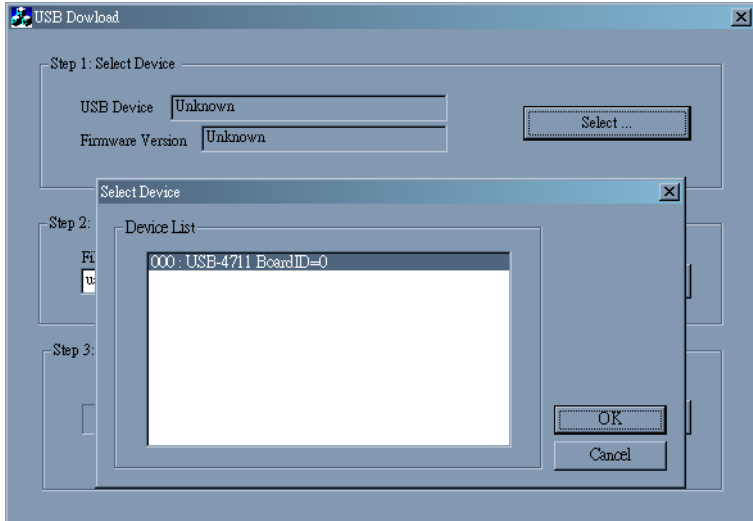 USB Dowload
Step 1: Select Device
USB Device Unknown
Select ...
Firmware Version Unknown
Select Device
Step 2:
Device List
000 : USB-4711 BoardID=0
Step 3:
OK
Cancel